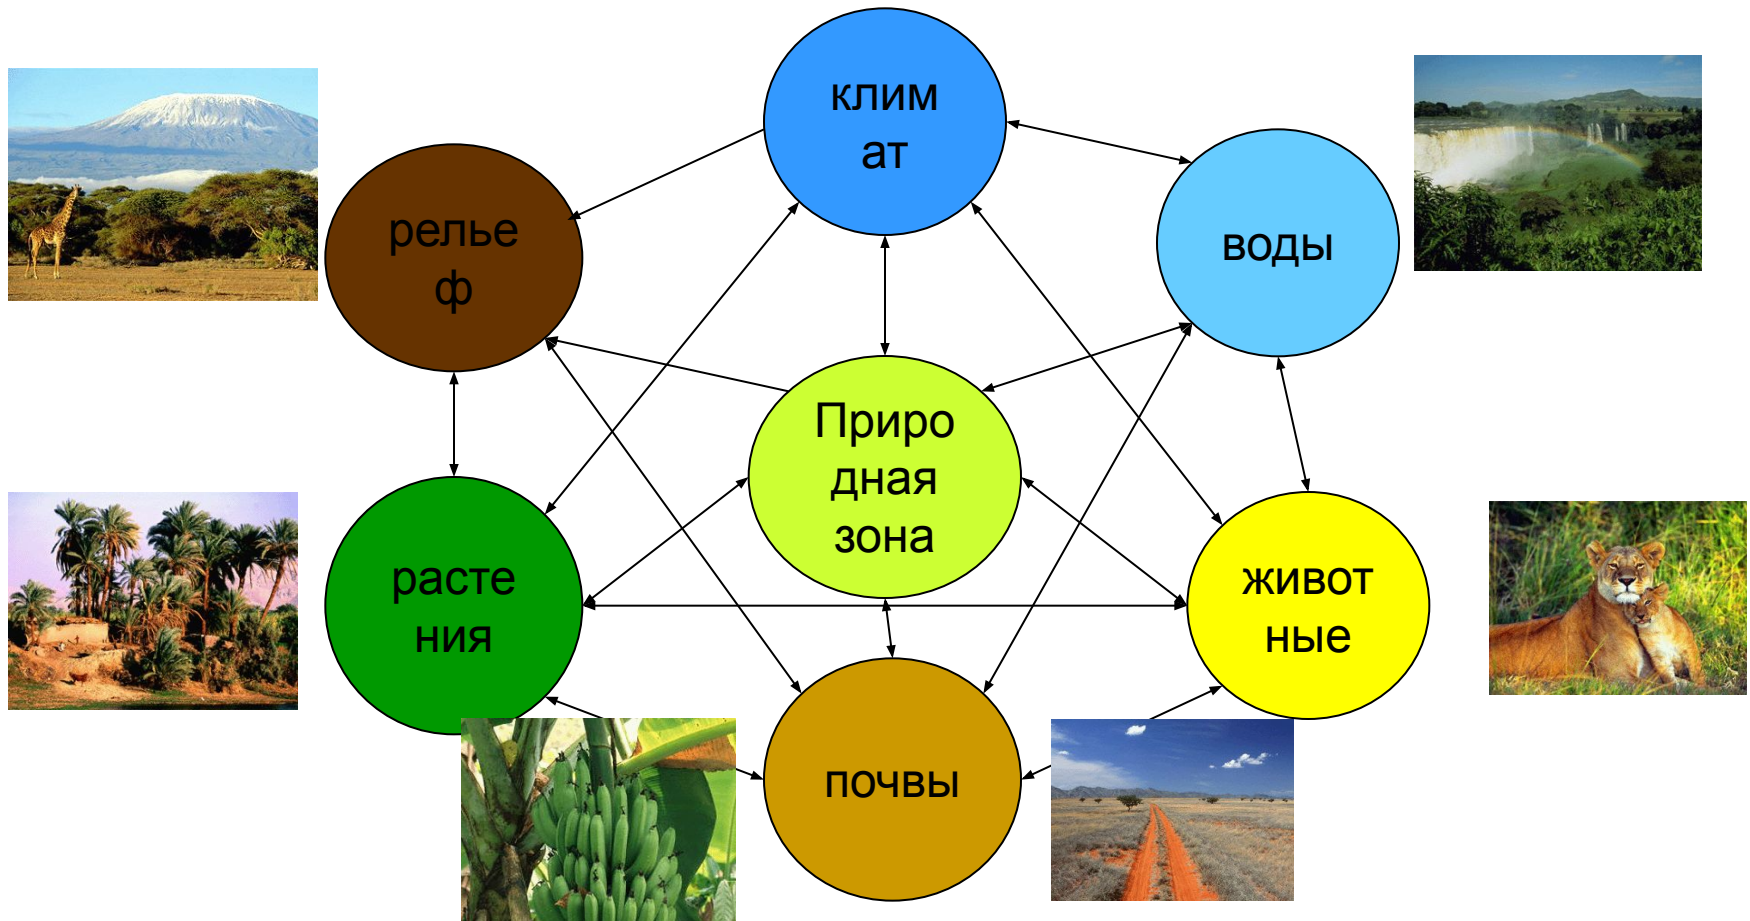 клим
ат
релье
ф
воды
Приро
дная
зона
расте
ния
живот
ные
почвы